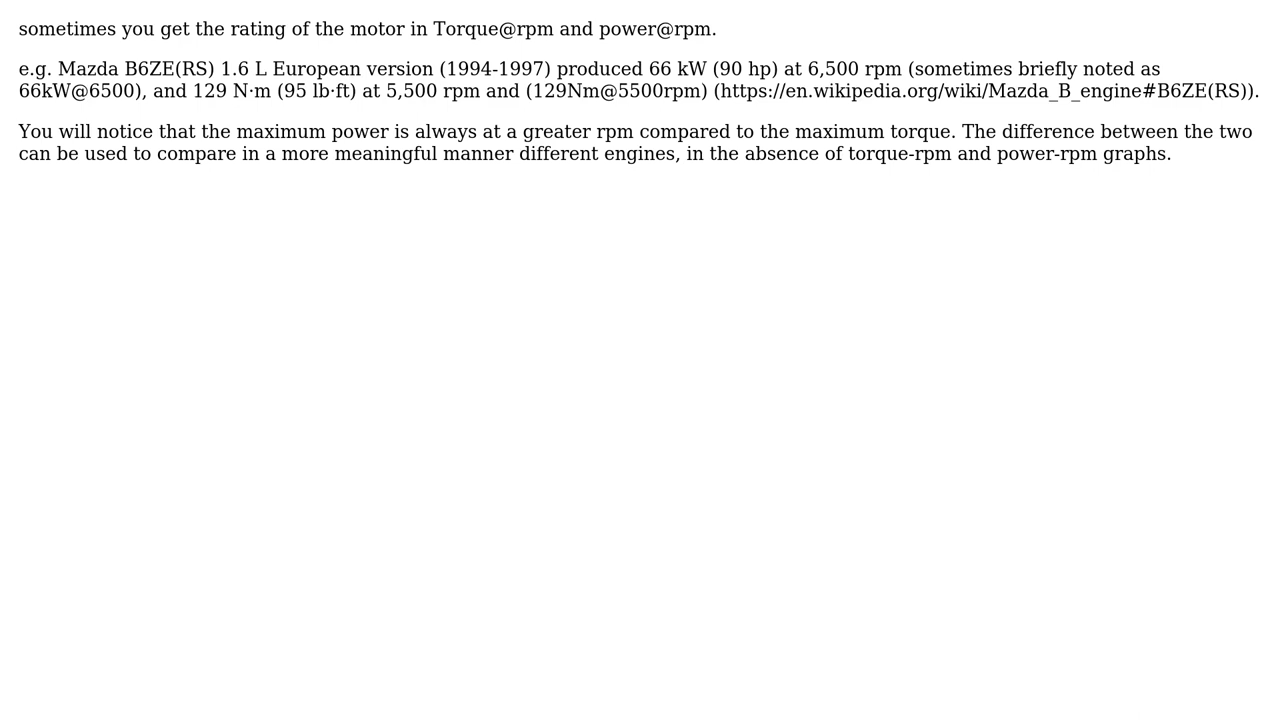 sometimes you get the rating of the motor in Torque@rpm and power@rpm.
e.g. Mazda B6ZE(RS) 1.6 L European version (1994-1997) produced 66 kW (90 hp) at 6,500 rpm (sometimes briefly noted as
66kW@6500), and 129 N·m (95 lb·ft) at 5,500 rpm and (129Nm@5500rpm) (https://en.wikipedia.org/wiki/Mazda_B_engine#B6ZE(RS)).
You will notice that the maximum power is always at a greater rpm compared to the maximum torque. The difference between the two
can be used to compare in a more meaningful manner different engines, in the absence of torque-rpm and power-rpm graphs.